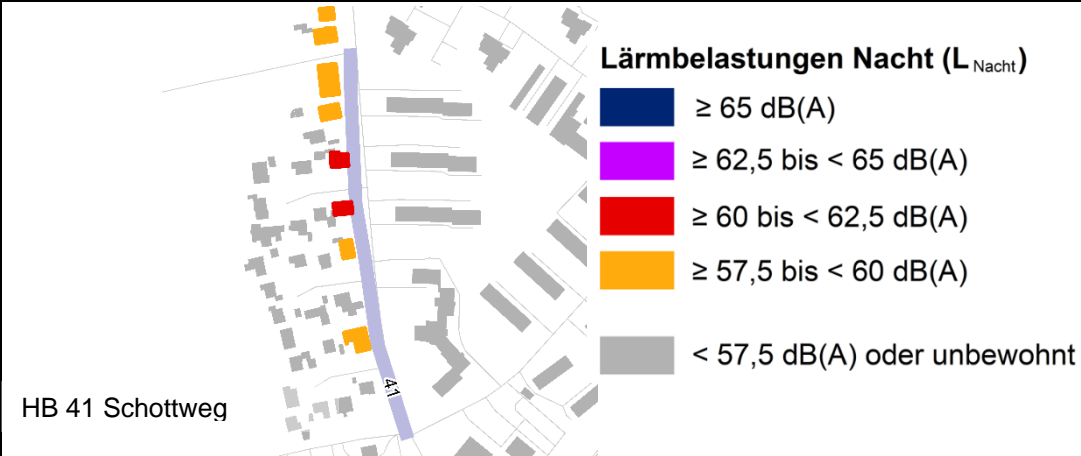 Lärmbelastungen Nacht (L Nacht)
≥ 65 dB(A)
≥ 62,5 bis < 65 dB(A)
≥ 60 bis < 62,5 dB(A)
≥ 57,5 bis < 60 dB(A)
< 57,5 dB(A) oder unbewohnt
41
HB 41 Schottweg